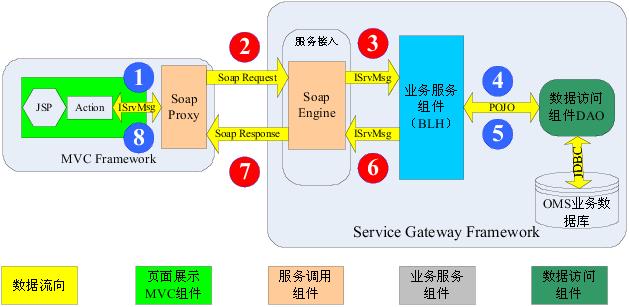 服务接入
1
2
3
4
5
6
7
8
JSP
Action
ISrvMsg
Soap
Proxy
MVC Framework
Soap Request
Soap Response
Soap
Engine
ISrvMsg
ISrvMsg
业务服务
组件
(BLH)
POJO
数据访问
组件DAO
JDBC
OMS业务数
据库
Service Gateway Framework
数据流向
页面展示
MVC组件
服务调用
组件
业务服务
组件
数据访问
组件